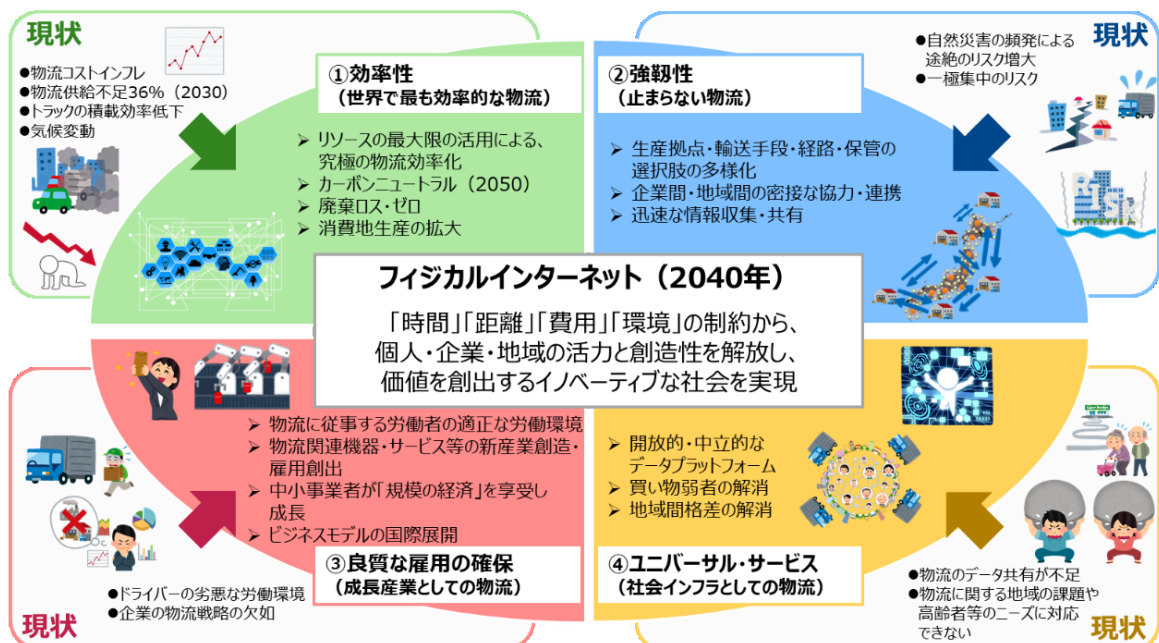 現状
●物流コストインフレ
●物流供給不足36%（2030）
●トラックの積載効率低下
●気候変動
①効率性
（世界で最も効率的な物流）
➢ リソースの最大限の活用による、
究極の物流効率化
➢ カーボンニュートラル（2050）
➢ 廃棄ロス・ゼロ
➢ 消費地生産の拡大
②強靱性
（止まらない物流）
➢ 生産拠点・輸送手段・経路・保管の
選択肢の多様化
➢ 企業間・地域間の密接な協力・連携
➢ 迅速な情報収集・共有
現状
●自然災害の頻発による
途絶のリスク増大
●一極集中のリスク
RISK
フィジカルインターネット（2040年）
「時間」「距離」「費用」「環境」の制約から、
個人・企業・地域の活力と創造性を解放し、
価値を創出するイノベーティブな社会を実現
➢ 物流に従事する労働者の適正な労働環境
➢ 物流関連機器・サービス等の新産業創造・
雇用創出
➢ 中小事業者が「規模の経済」を享受し
成長
➢ ビジネスモデルの国際展開
③良質な雇用の確保
（成長産業としての物流）
●ドライバーの劣悪な労働環境
●企業の物流戦略の欠如
現状
➢ 開放的・中立的な
データプラットフォーム
➢ 買い物弱者の解消
➢ 地域間格差の解消
④ユニバーサル・サービス
（社会インフラとしての物流）
●物流のデータ共有が不足
●物流に関する地域の課題や
高齢者等のニーズに対応
できない
現状